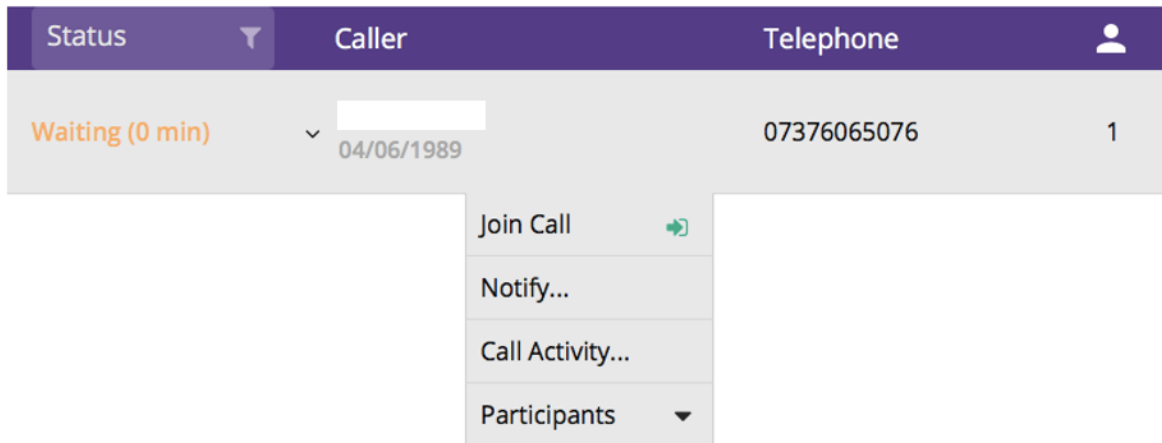 Status Caller Telephone
Waiting (0 min) 07376065076 1
04/06/1989
Join Call
Notify...
Call Activity...
Participants